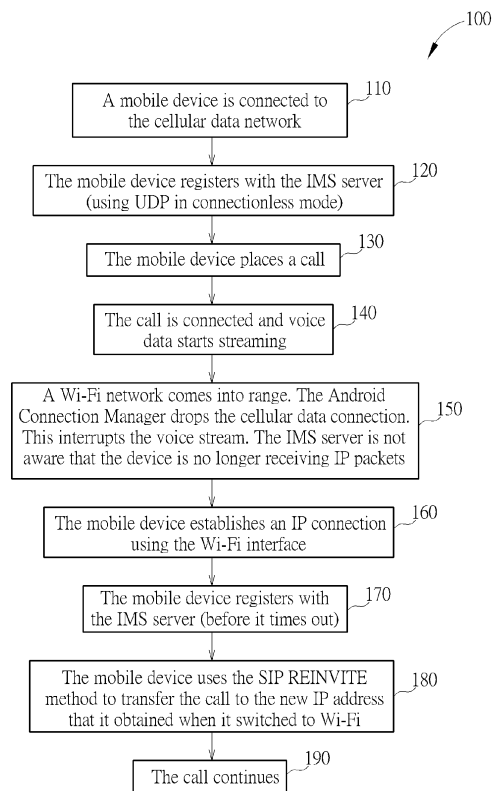 100
110
A mobile device is connected to
the cellular data network
120
The mobile device registers with the IMS server
(using UDP in connectionless mode)
130
The mobile device places a call
140
The call is connected and voice
data starts streaming
150
A Wi-Fi network comes into range. The Android
Connection Manager drops the cellular data connection.
This interrupts the voice stream. The IMS server is not
aware that the device is no longer receiving IP packets
160
The mobile device establishes an IP connection
using the Wi-Fi interface
170
The mobile device registers with
the IMS server (before it times out)
180
The mobile device uses the SIP REINVITE
method to transfer the call to the new IP address
that it obtained when it switched to Wi-Fi
190
The call continues